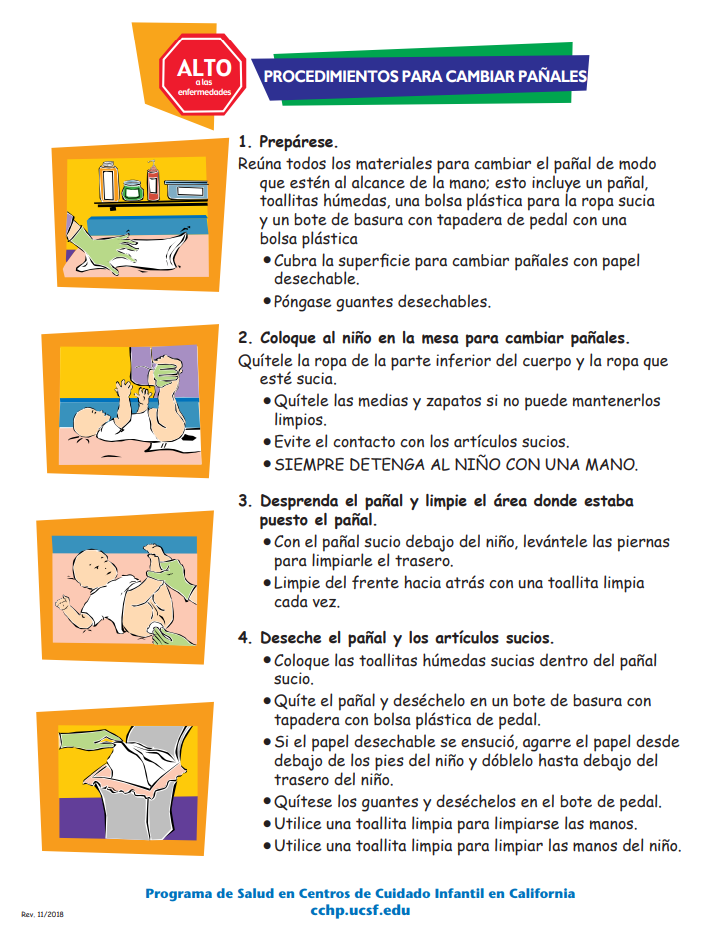 ALTO
a las
enfermedades
PROCEDIMIENTOS PARA CAMBIAR PAÑALES
1. Prepárese.
Reúna todos los materiales para cambiar el pañal de modo
que estén al alcance de la mano; esto incluye un pañal,
toallitas húmedas, una bolsa plástica para la ropa sucia
y un bote de basura con tapadera de pedal con una
bolsa plástica
• Cubra la superficie para cambiar pañales con papel
desechable.
• Póngase guantes desechables.
2. Coloque al niño en la mesa para cambiar pañales.
Quítele la ropa de la parte inferior del cuerpo y la ropa que
esté sucia.
• Quítele las medias y zapatos si no puede mantenerlos
limpios.
• Evite el contacto con los artículos sucios.
• SIEMPRE DETENGA AL NIÑO CON UNA MANO.
3. Desprenda el pañal y limpie el área donde estaba
puesto el pañal.
• Con el pañal sucio debajo del niño, levántele las piernas
para limpiarle el trasero.
• Limpie del frente hacia atrás con una toallita limpia
cada vez.
4. Deseche el pañal y los artículos sucios.
• Coloque las toallitas húmedas sucias dentro del pañal
sucio.
• Quíte el pañal y deséchelo en un bote de basura con
tapadera con bolsa plástica de pedal.
• Si el papel desechable se ensució, agarre el papel desde
debajo de los pies del niño y dóblelo hasta debajo del
trasero del niño.
• Quítese los guantes y deséchelos en el bote de pedal.
• Utilice una toallita limpia para limpiarse las manos.
• Utilice una toallita limpia para limpiar las manos del niño.
Programa de Salud en Centros de Cuidado Infantil en California
cchp.ucsf.edu
Rev. 11/2018